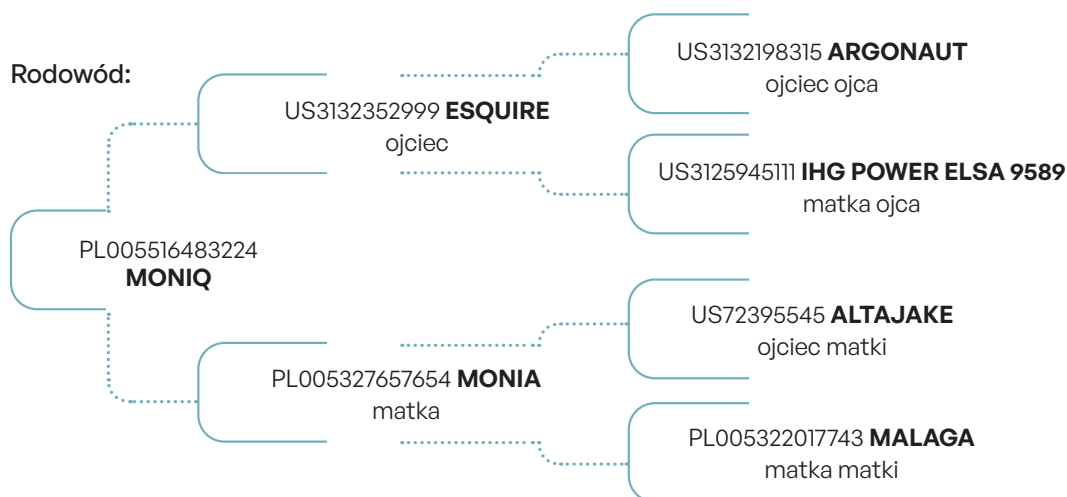 Rodowód:
PL005516483224
MONIQ
US3132352999 ESQUIRE
ojciec
US3132198315 ARGONAUT
ojciec ojca
US3125945111 IHG POWER ELSA 9589
matka ojca
PL005327657654 MONIA
matka
US72395545 ALTAJAKE
ojciec matki
PL005322017743 MALAGA
matka matki